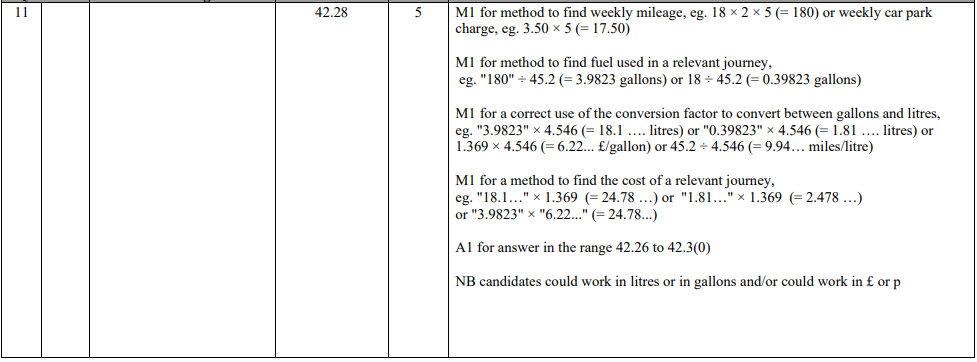 11
42.28
5
M1 for method to find weekly mileage, eg. 18 × 2 × 5 (= 180) or weekly car park
charge, eg. 3.50 × 5 (= 17.50)
M1 for method to find fuel used in a relevant journey,
eg. "180" ÷ 45.2 (= 3.9823 gallons) or 18 ÷ 45.2 (= 0.39823 gallons)
M1 for a correct use of the conversion factor to convert between gallons and litres,
eg. "3.9823" × 4.546 (= 18.1 …. litres) or "0.39823" × 4.546 (= 1.81 …. litres) or
1.369 × 4.546 (= 6.22... £/gallon) or 45.2 ÷ 4.546 (= 9.94… miles/litre)
M1 for a method to find the cost of a relevant journey,
eg. "18.1…" × 1.369  (= 24.78 …) or  "1.81…" × 1.369  (= 2.478 …)
or "3.9823" × "6.22..." (= 24.78...)
A1 for answer in the range 42.26 to 42.3(0)
NB candidates could work in litres or in gallons and/or could work in £ or p